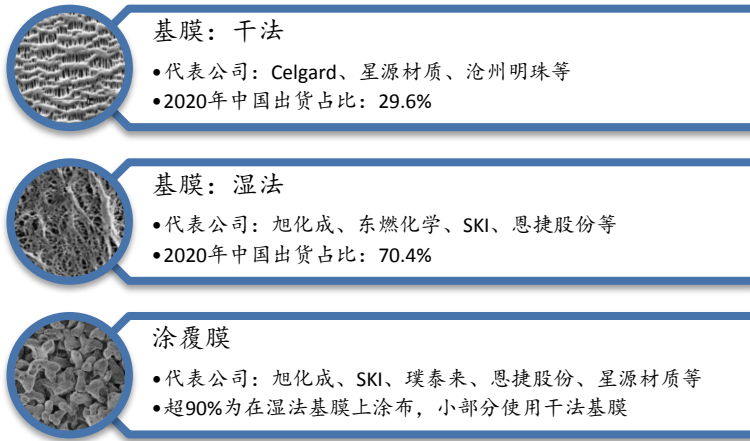 基膜：干法
•代表公司：Celgard、星源材质、沧州明珠等
•2020年中国出货占比：29.6%
基膜：湿法
•代表公司：旭化成、东燃化学、SKI、恩捷股份等
•2020年中国出货占比：70.4%
涂覆膜
•代表公司：旭化成、SKI、璞泰来、恩捷股份、星源材质等
•超90%为在湿法基膜上涂布，小部分使用干法基膜